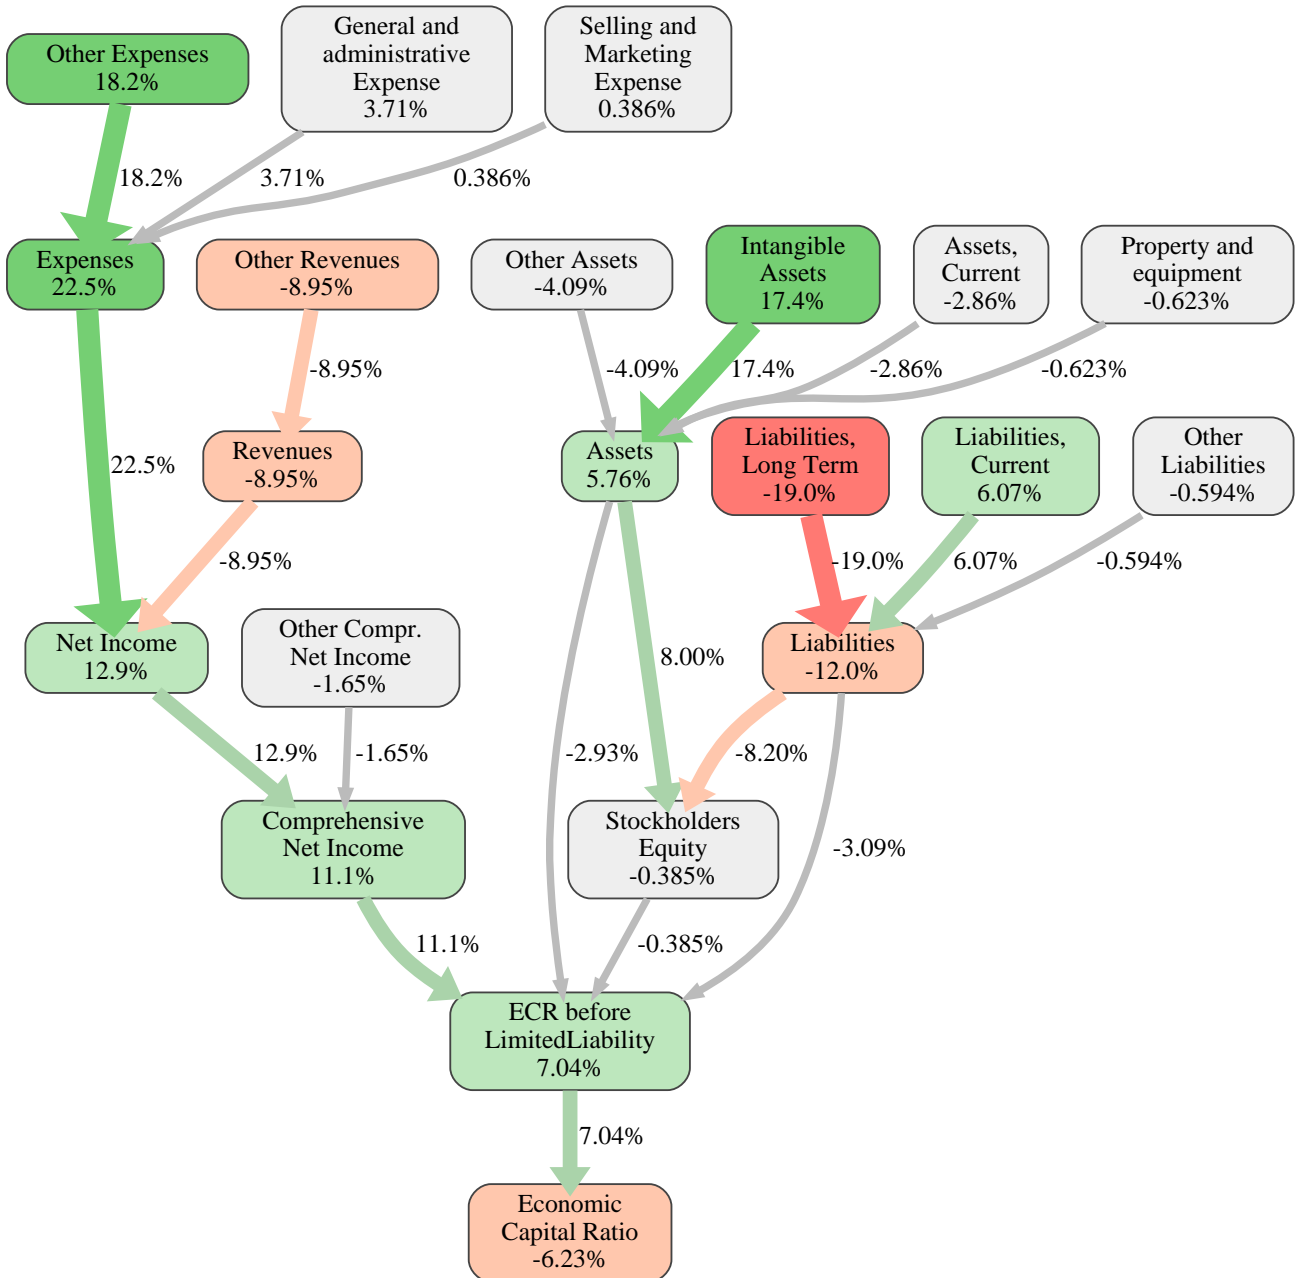 Other Expenses
18.2%
General and
administrative
Expense
3.71%
Selling and
Marketing
Expense
0.386%
18.2%
3.71%
0.386%
Expenses
22.5%
Other Revenues
-8.95%
Other Assets
-4.09%
Intangible
Assets
17.4%
Assets,
Current
-2.86%
Property and
equipment
-0.623%
-8.95%
-4.09%
17.4%
-2.86%
-0.623%
22.5%
Revenues
-8.95%
Assets
5.76%
Liabilities,
Long Term
-19.0%
Liabilities,
Current
6.07%
Other
Liabilities
-0.594%
-8.95%
-19.0%
6.07%
-0.594%
Net Income
12.9%
Other Compr.
Net Income
-1.65%
8.00%
Liabilities
-12.0%
12.9%
-1.65%
-2.93%
-8.20%
Comprehensive
Net Income
11.1%
Stockholders
Equity
-0.385%
-3.09%
11.1%
-0.385%
ECR before
LimitedLiability
7.04%
7.04%
Economic
Capital Ratio
-6.23%